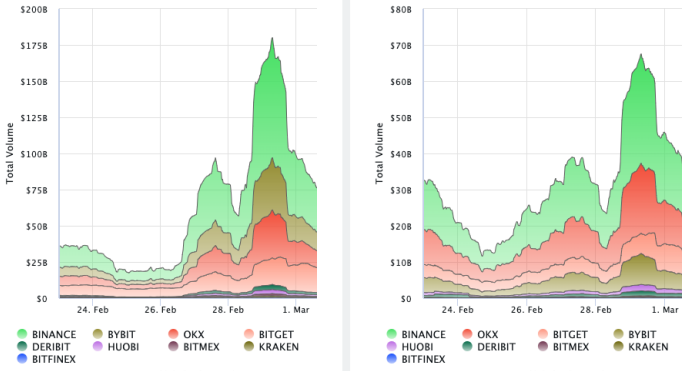 $200B
$175B
$150B
$125B
$100B
$75B
$50B
$25B
$0
Total Volume
24. Feb 26. Feb 28. Feb 1. Mar
BINANCE BYBIT OKX BITGET
DERIBIT HUOBI BITMEX KRAKEN
BITFINEX
$80B
$70B
$60B
$50B
$40B
$30B
$20B
$10B
$0
Total Volume
24. Feb 26. Feb 28. Feb 1. Mar
BINANCE OKX BITGET BYBIT
HUOBI DERIBIT BITMEX KRAKEN
BITFINEX